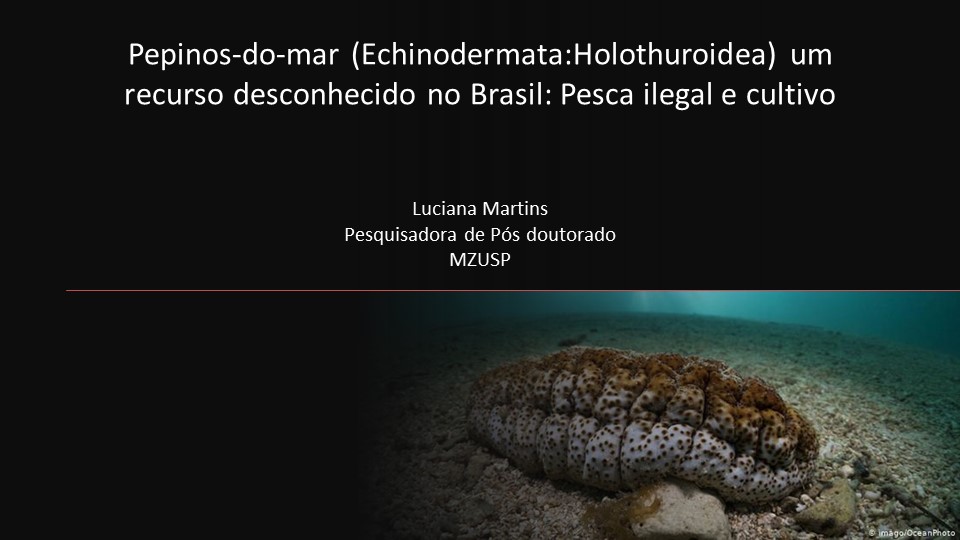 Pepinos-do-mar (Echinodermata:Holothuroidea) um
recurso desconhecido no Brasil: Pesca ilegal e cultivo
Luciana Martins
Pesquisadora de Pós doutorado
MZUSP
© imago/OceanPhoto